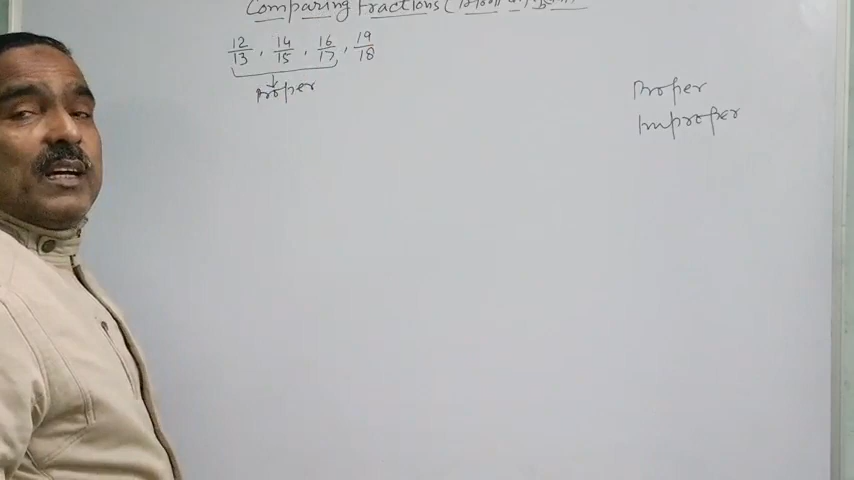 Comparing fractions (
12/13 , 14/15 , 16/17 , 19/18
Proper
Proper
Improper